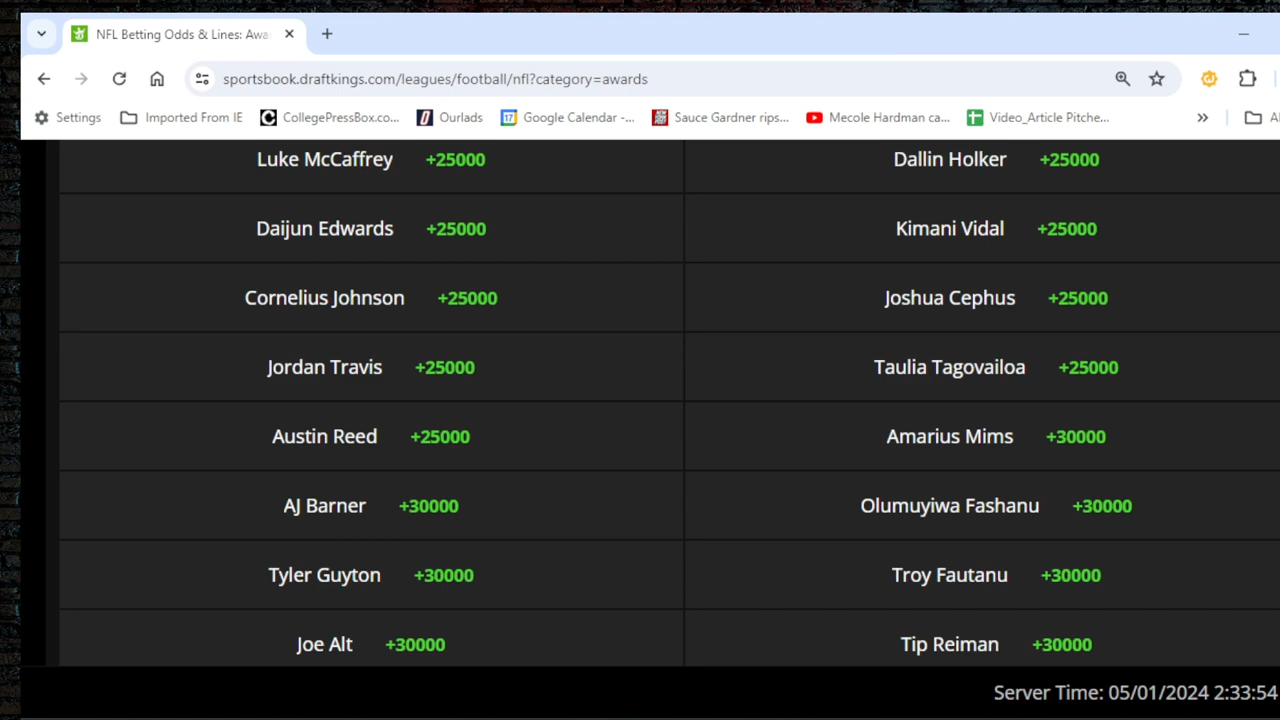 NFL Betting Odds & Lines: Awa
sportsbook.draftkings.com/leagues/football/nfl?category=awards
Settings Imported From IE CollegePressBox.co... Ourlads 17 Google Calendar -... Sauce Gardner rips... Mecole Hardman ca... Video_Article Pitche... » Al
Luke McCaffrey +25000 Dallin Holker +25000
Daijun Edwards +25000 Kimani Vidal +25000
Cornelius Johnson +25000 Joshua Cephus +25000
Jordan Travis +25000 Taulia Tagovailoa +25000
Austin Reed +25000 Amarius Mims +30000
AJ Barner +30000 Olumuyiwa Fashanu +30000
Tyler Guyton +30000 Troy Fautanu +30000
Joe Alt +30000 Tip Reiman +30000
Server Time: 05/01/2024 2:33:54